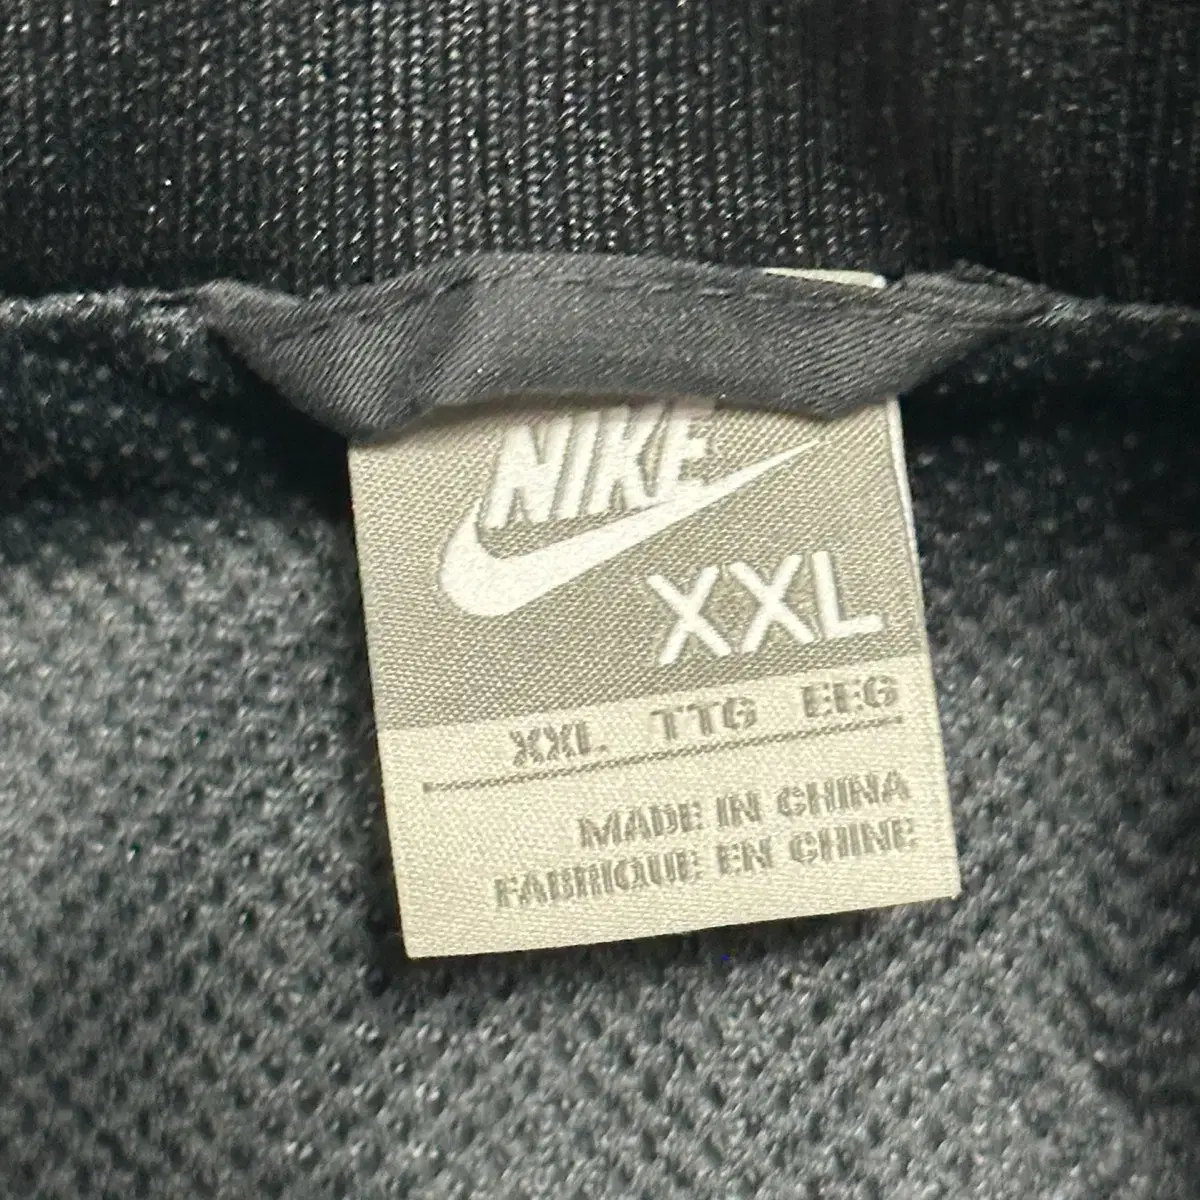 NIKE
XXL
XXL TTG EEG
MADE IN CHINA
FABRIQUE EN CHINE